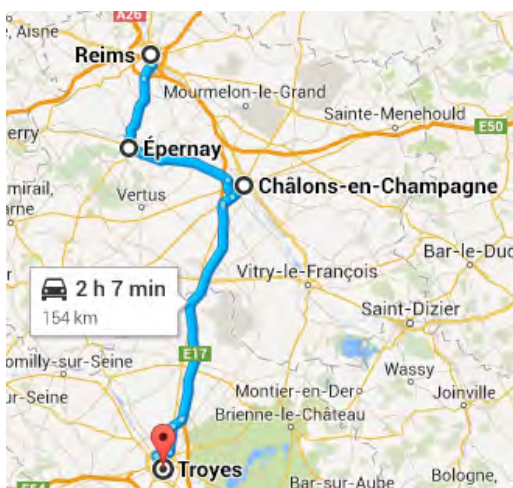 A26
, Aisne
Reims
Mourmelon-le-Grand
Sainte-Menehould
E50
erry
Épernay
Châlons-en-Champagne
mirail,
arne
Vertus
Bar-le-Duc
Vitry-le-François
2 h 7 min
154 km
Saint-Dizier
E17
omilly-sur-Seine
Wassy
ur-Seine
Montier-en-Der
Joinville
Brienne-le-Château
Troyes
E54
Bar-sur-Aube
Bologne,